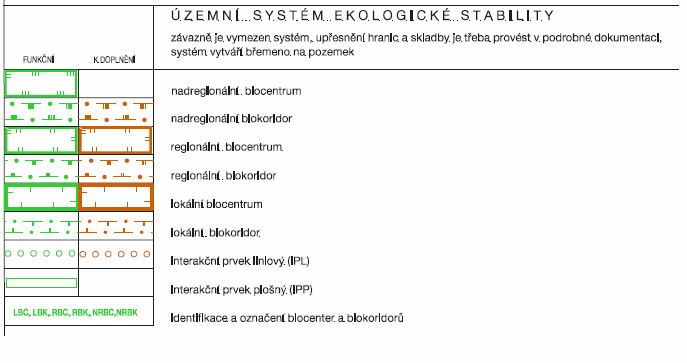 ÚZEMNÍ SYSTÉM EKOLOGICKÉ STABILITY
závazně je vymezen systém, upřesnění hranic a skladby je třeba provést v podrobné dokumentaci,
systém vytváří břemeno na pozemek
FUNKČNÍ K DOPLNĚNÍ
nadregionální biocentrum
nadregionální biokoridor
regionální biocentrum
regionální biokoridor
lokální biocentrum
lokální biokoridor
Interakční prvek liniový (IPL)
Interakční prvek plošný (IPP)
LBC, LBK, RBC, RBK, NRBC, NRBK
Identifikace a označení biocenter a biokoridorů